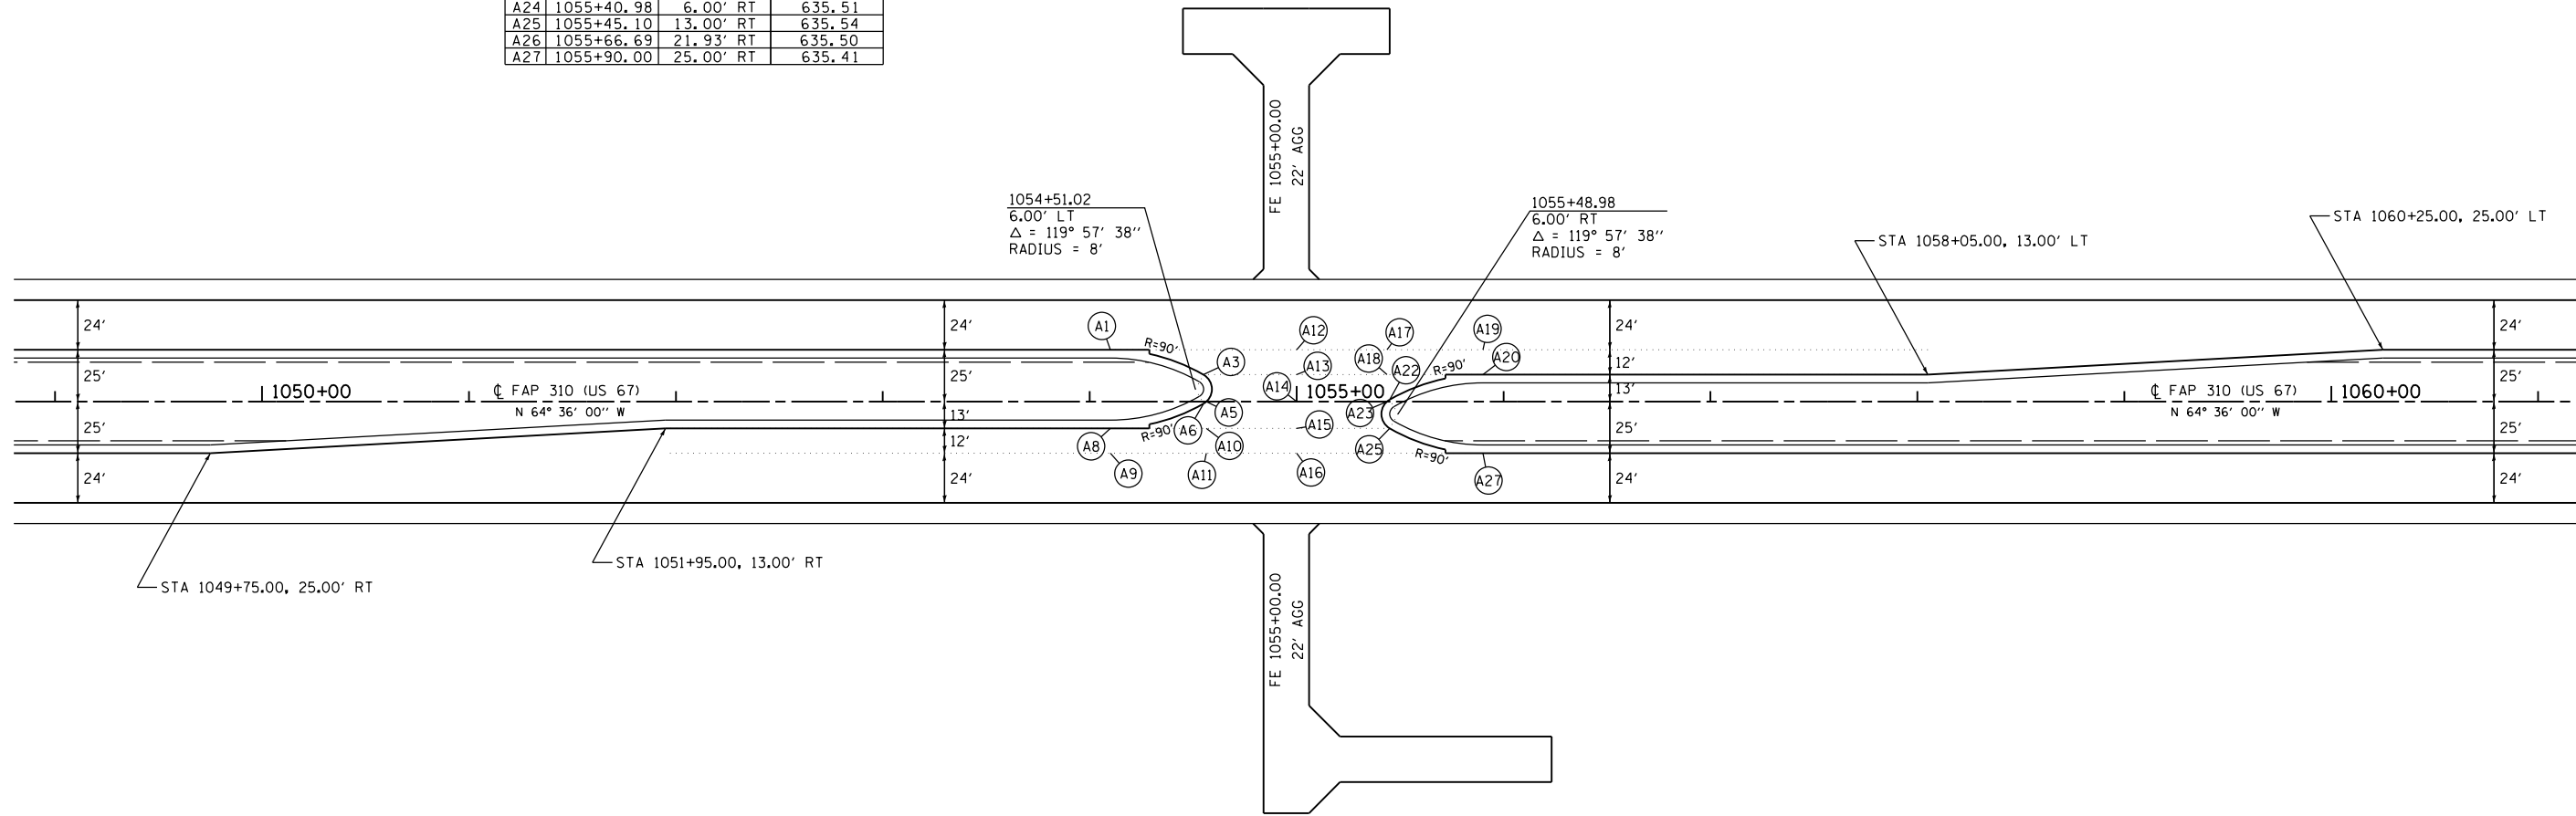 A24 1055+40.98 6.00' RT 635.51
A25 1055+45.10 13.00' RT 635.54
A26 1055+66.69 21.93' RT 635.50
A27 1055+90.00 25.00' RT 635.41
FE 1055+00.00
22' AGG
1054+51.02
6.00' LT
Δ = 119° 57' 38''
RADIUS = 8'
1055+48.98
6.00' RT
Δ = 119° 57' 38''
RADIUS = 8'
STA 1058+05.00, 13.00' LT
STA 1060+25.00, 25.00' LT
24'
24'
24'
24'
A1
R=90'
A3
A12
A13
A17
A18
A22
R=90'
A19
A20
12'
25'
25'
13'
25'
1050+00
℄ FAP 310 (US 67)
N 64° 36' 00'' W
A14
1055+00
℄ FAP 310 (US 67)
N 64° 36' 00'' W
1060+00
25'
13'
12'
25'
25'
A5
A6
A8
R=90'
A10
A15
A23
A25
R=90'
24'
24'
24'
24'
A9
A11
A16
A27
STA 1049+75.00, 25.00' RT
STA 1051+95.00, 13.00' RT
FE 1055+00.00
22' AGG